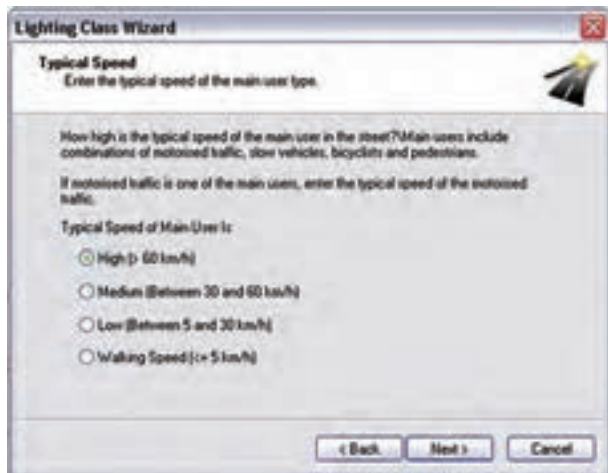 Lighting Class Wizard
Typical Speed
Enter the typical speed of the main user type.
How high is the typical speed of the main user in the street?\Main users include
combinations of motorised traffic, slow vehicles, bicyclists and pedestrians.
If motorised traffic is one of the main users, enter the typical speed of the motorised
traffic.
Typical Speed of Main User Is:
High (> 60 km/h)
Medium (Between 30 and 60 km/h)
Low (Between 5 and 30 km/h)
Walking Speed (<= 5 km/h)
< Back Next > Cancel